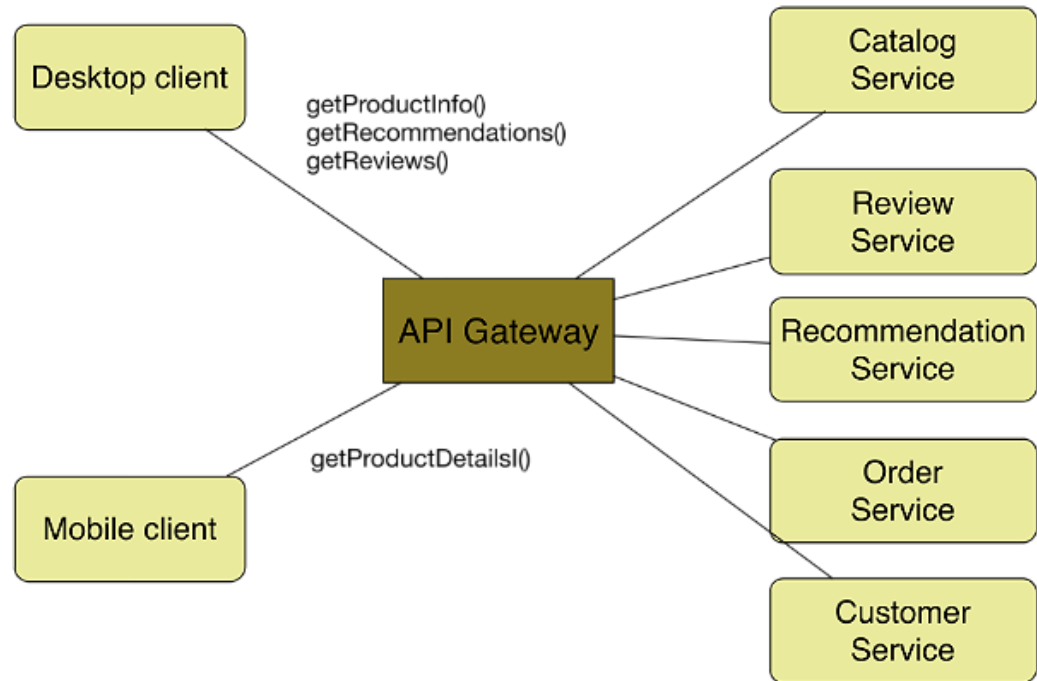 Desktop client
getProductInfo()
getRecommendations()
getReviews()
Catalog
Service
Review
Service
API Gateway
Recommendation
Service
getProductDetailsI()
Mobile client
Order
Service
Customer
Service